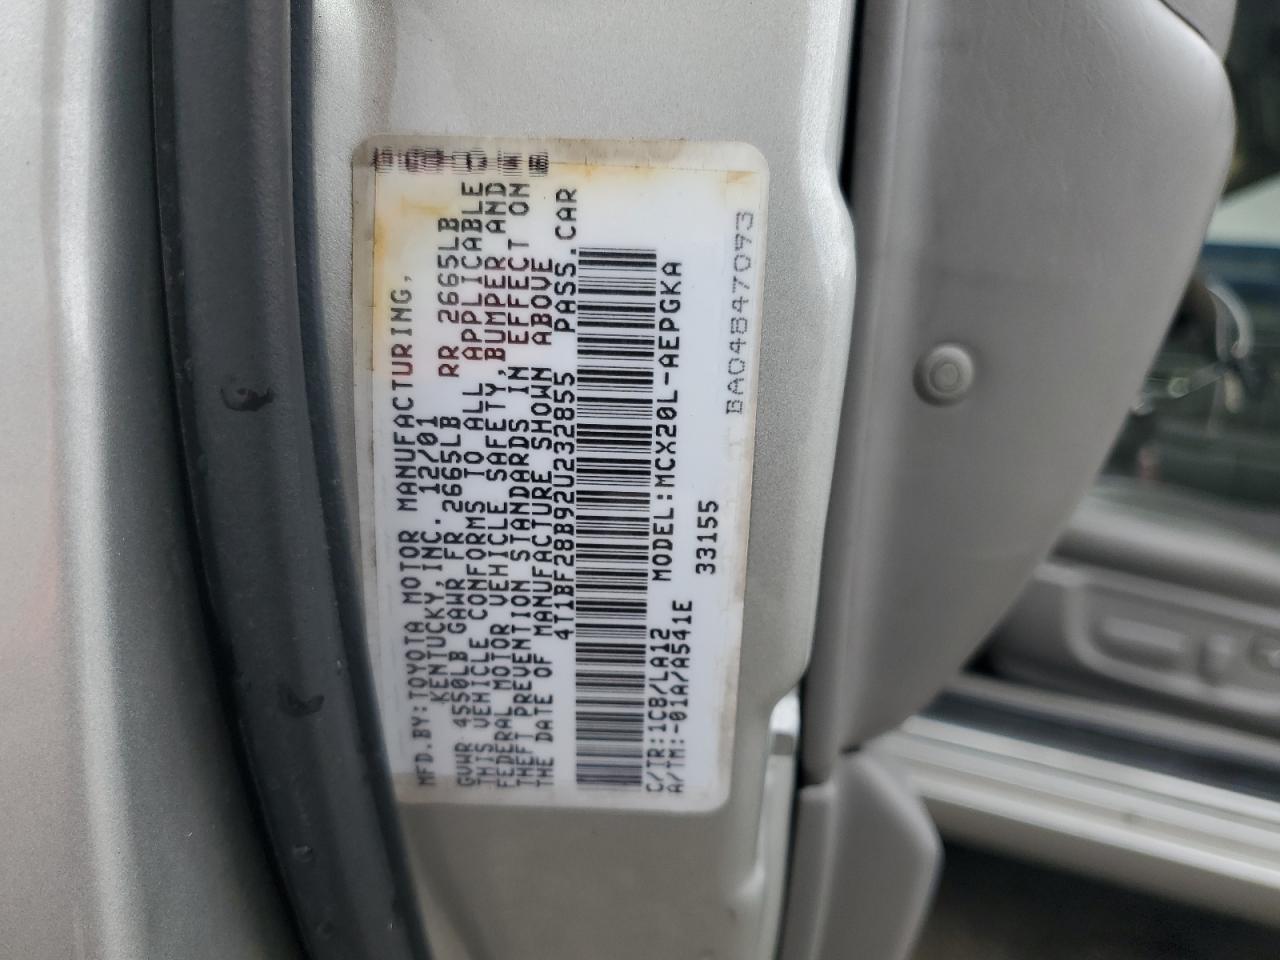 MFD.BY:TOYOTA MOTOR MANUFACTURING,
KENTUCKY,INC. 12/01
GVWR 4550LB GAWR FR 2665LB RR 2665LB
THIS VEHICLE CONFORMS TO ALL APPLICABLE
FEDERAL MOTOR VEHICLE SAFETY,BUMPER AND
THEFT PREVENTION STANDARDS IN EFFECT ON
THE DATE OF MANUFACTURE SHOWN ABOVE
4T1BF28B92U232855 PASS.CAR
C/TR:1C8/LA12 MODEL:MCX20L-AEPGKA
A/TM:-01A/A541E 33155
BA04847093